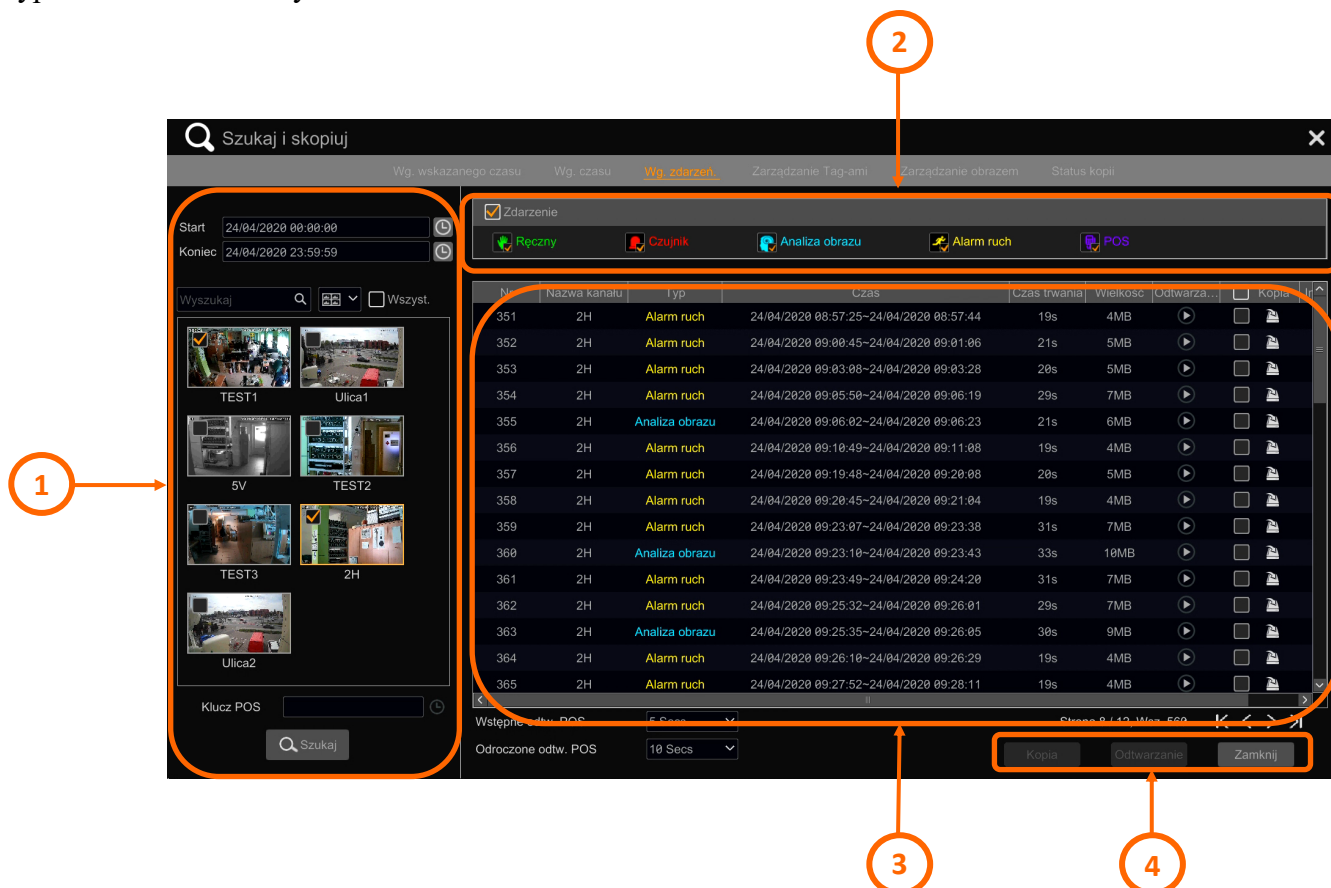 2
Szukaj i skopiuj
Wg. wskazanego czasu Wg. czasu Wg. zdarzeń. Zarządzanie Tag-ami Zarządzanie obrazem Status kopii
Start 24/04/2020 00:00:00
Koniec 24/04/2020 23:59:59
Wyszukaj Wszyst.
TEST1 Ulica1
5V TEST2
TEST3 2H
Ulica2
Klucz POS
Szukaj
1
Zdarzenie
Ręczny Czujnik Analiza obrazu Alarm ruch POS
Nazwa kanału Typ Czas Czas trwania Wielkość Odtwarza... Kopia
351 2H Alarm ruch 24/04/2020 08:57:25~24/04/2020 08:57:44 19s 4MB
352 2H Alarm ruch 24/04/2020 09:00:45~24/04/2020 09:01:06 21s 5MB
353 2H Alarm ruch 24/04/2020 09:03:08~24/04/2020 09:03:28 20s 5MB
354 2H Alarm ruch 24/04/2020 09:05:50~24/04/2020 09:06:19 29s 7MB
355 2H Analiza obrazu 24/04/2020 09:06:02~24/04/2020 09:06:23 21s 6MB
356 2H Alarm ruch 24/04/2020 09:10:49~24/04/2020 09:11:08 19s 4MB
357 2H Alarm ruch 24/04/2020 09:19:48~24/04/2020 09:20:08 20s 5MB
358 2H Alarm ruch 24/04/2020 09:20:45~24/04/2020 09:21:04 19s 4MB
359 2H Alarm ruch 24/04/2020 09:23:07~24/04/2020 09:23:38 31s 7MB
360 2H Analiza obrazu 24/04/2020 09:23:10~24/04/2020 09:23:43 33s 10MB
361 2H Alarm ruch 24/04/2020 09:23:49~24/04/2020 09:24:20 31s 7MB
362 2H Alarm ruch 24/04/2020 09:25:32~24/04/2020 09:26:01 29s 7MB
363 2H Analiza obrazu 24/04/2020 09:25:35~24/04/2020 09:26:05 30s 9MB
364 2H Alarm ruch 24/04/2020 09:26:10~24/04/2020 09:26:29 19s 4MB
365 2H Alarm ruch 24/04/2020 09:27:52~24/04/2020 09:28:11 19s 4MB
Wstępne odtw. POS 5 Secs Strona 8 / 12, Wsz. 560
Odroczone odtw. POS 10 Secs
Kopia Odtwarzanie Zamknij
3
4